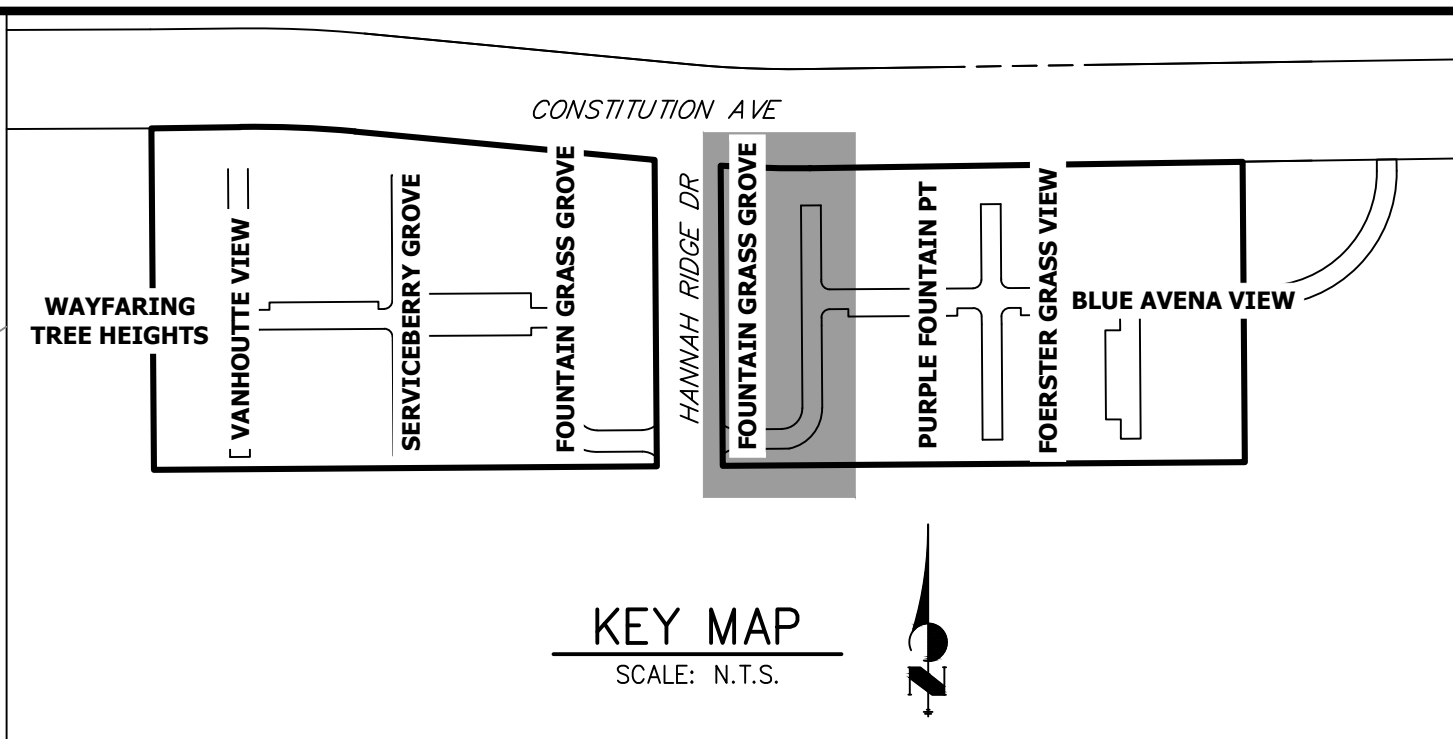 CONSTITUTION AVE
WAYFARING
TREE HEIGHTS
VANHOUTTE VIEW
SERVICEBERRY GROVE
FOUNTAIN GRASS GROVE
HANNAH RIDGE DR
FOUNTAIN GRASS GROVE
PURPLE FOUNTAIN PT
FOERSTER GRASS VIEW
BLUE AVENA VIEW
KEY MAP
SCALE: N.T.S.
N